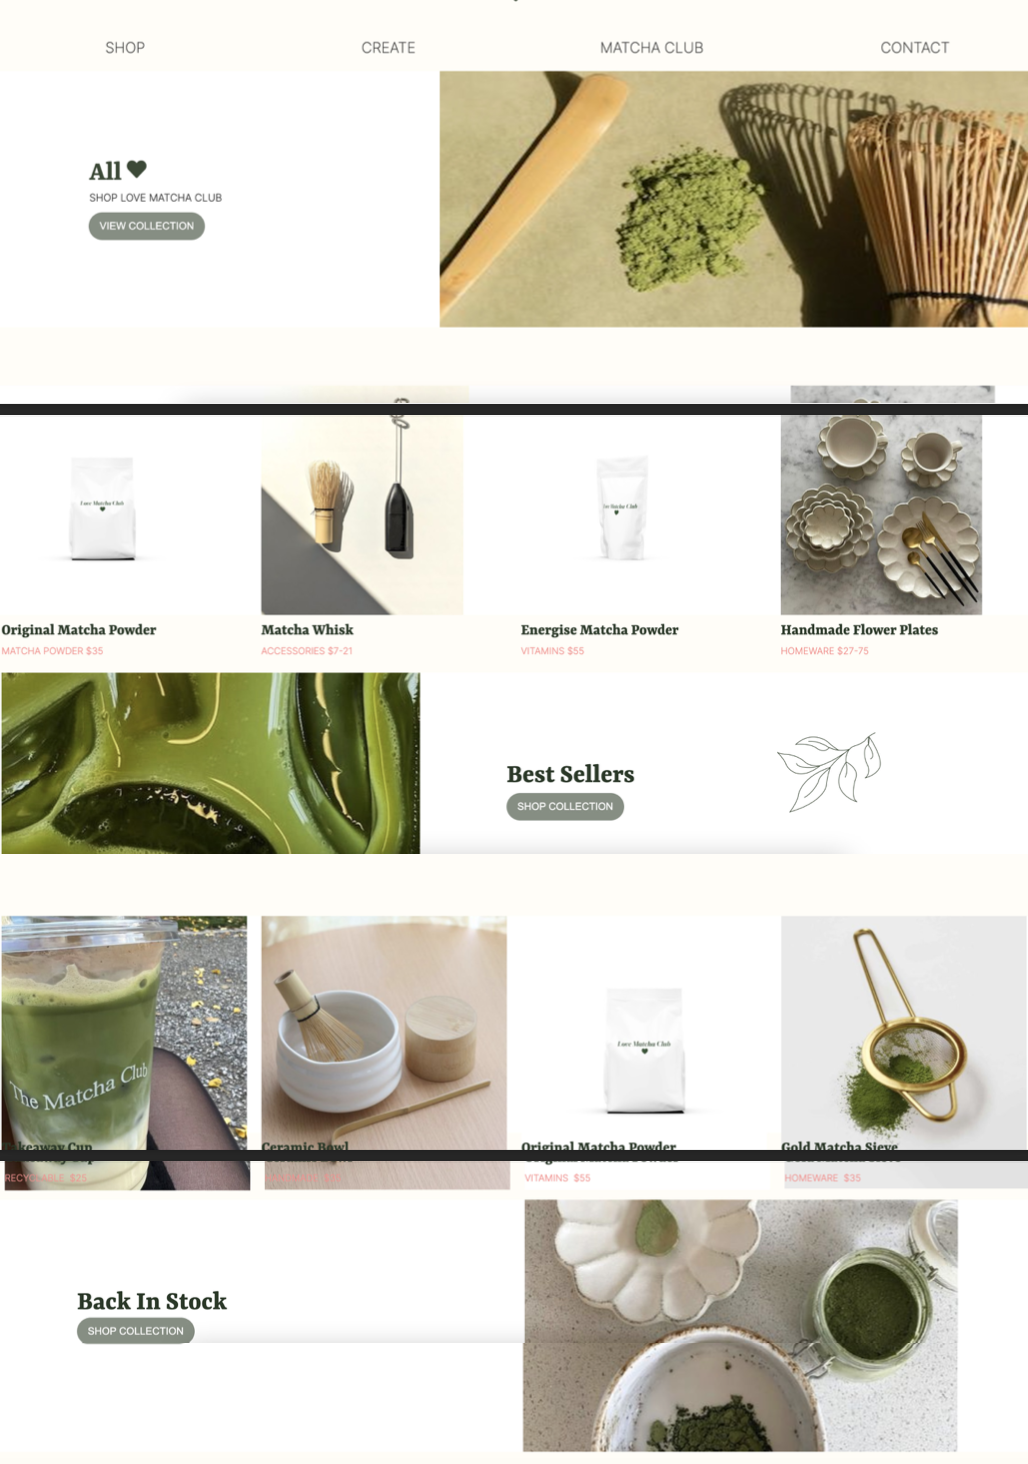 SHOP CREATE MATCHA CLUB CONTACT
All ♥
SHOP LOVE MATCHA CLUB
VIEW COLLECTION
Love Matcha Club
Love Matcha Club
Original Matcha Powder
MATCHA POWDER $35
Matcha Whisk
ACCESSORIES $7-21
Energise Matcha Powder
VITAMINS $55
Handmade Flower Plates
HOMEWARE $27-75
Best Sellers
SHOP COLLECTION
The Matcha Club
Love Matcha Club
Takeaway Cup
RECYCLABLE $25
Ceramic Bowl
Original Matcha Powder
VITAMINS $55
Gold Matcha Sieve
HOMEWARE $35
Back In Stock
SHOP COLLECTION